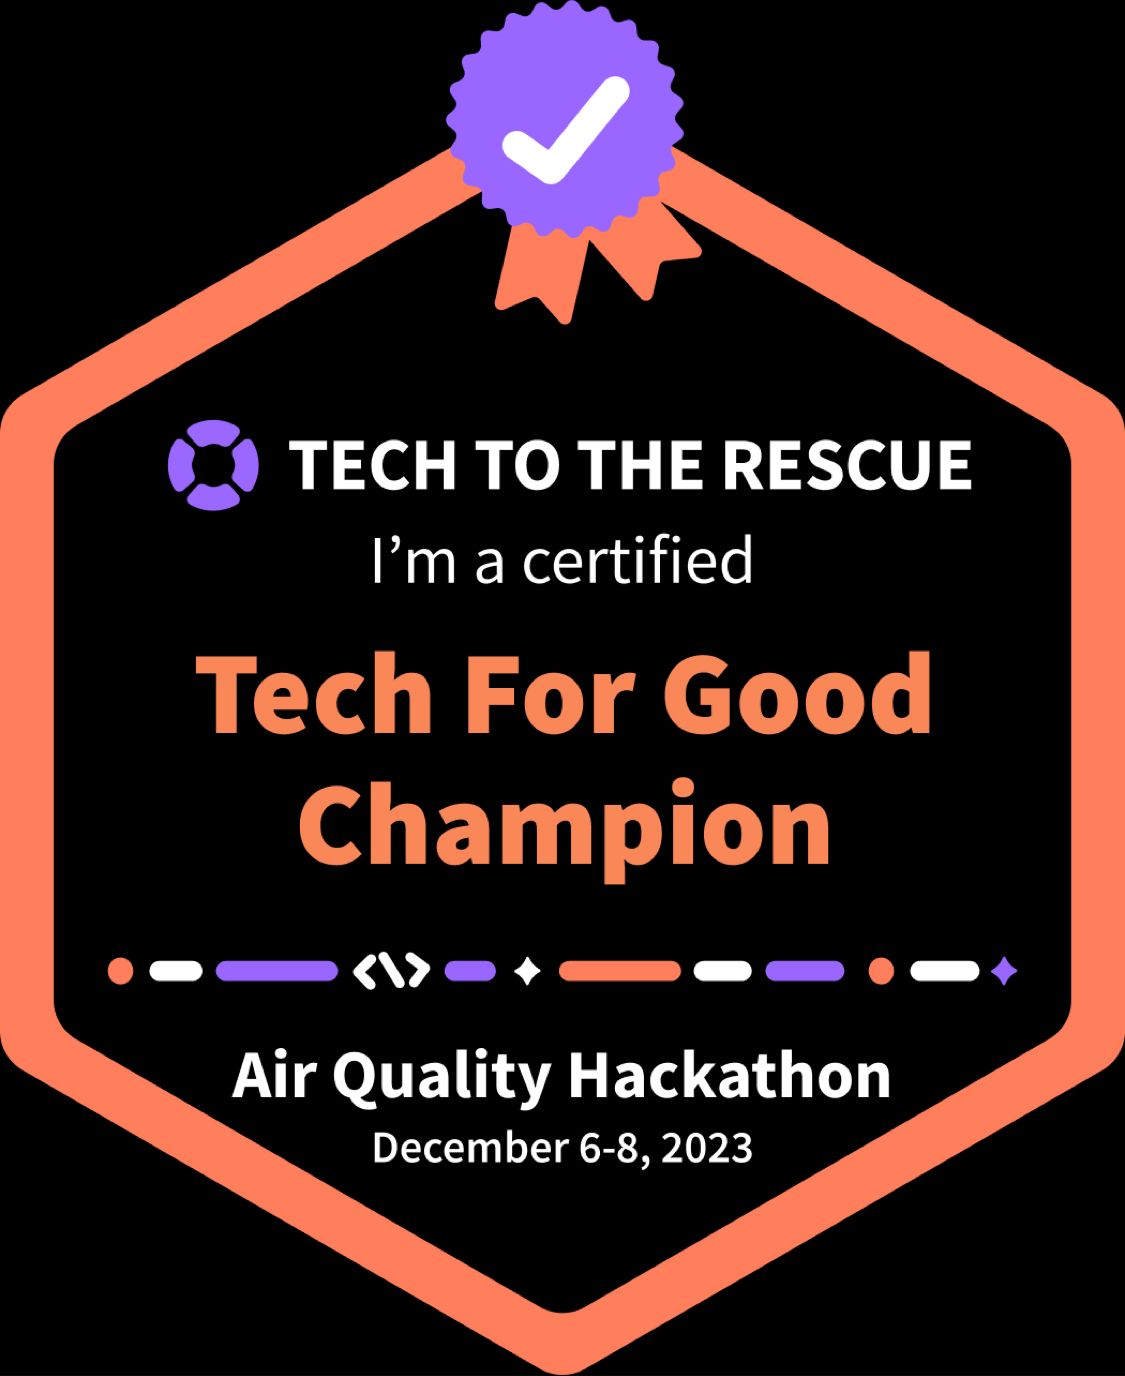 TECH TO THE RESCUE
I’m a certified
Tech For Good
Champion
<\>
Air Quality Hackathon
December 6-8, 2023